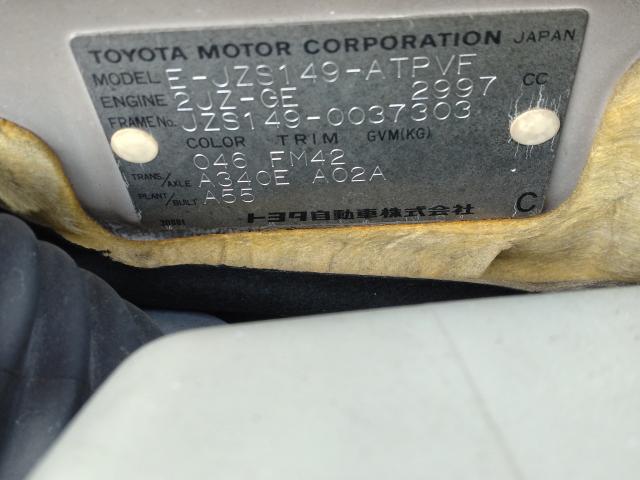 TOYOTA MOTOR CORPORATION JAPAN
MODEL E-JZS149-ATPVF
ENGINE 2JZ-GE 2997 CC
FRAME No. JZS149-0037303
COLOR TRIM GVM(KG)
046 FM42
TRANS./AXLE A340E A02A
PLANT/BUILT A55
トヨタ自動車株式会社 C